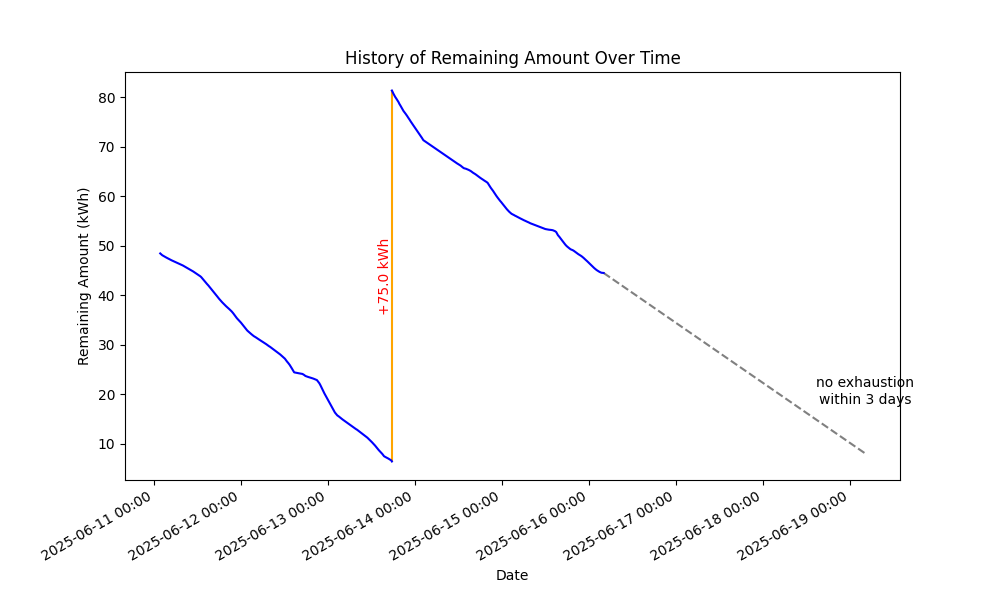 History of Remaining Amount Over Time
Remaining Amount (kWh)
80
70
60
50
40
30
20
10
+75.0 kWh
no exhaustion
within 3 days
2025-06-11 00:00
2025-06-12 00:00
2025-06-13 00:00
2025-06-14 00:00
2025-06-15 00:00
2025-06-16 00:00
2025-06-17 00:00
2025-06-18 00:00
2025-06-19 00:00
Date